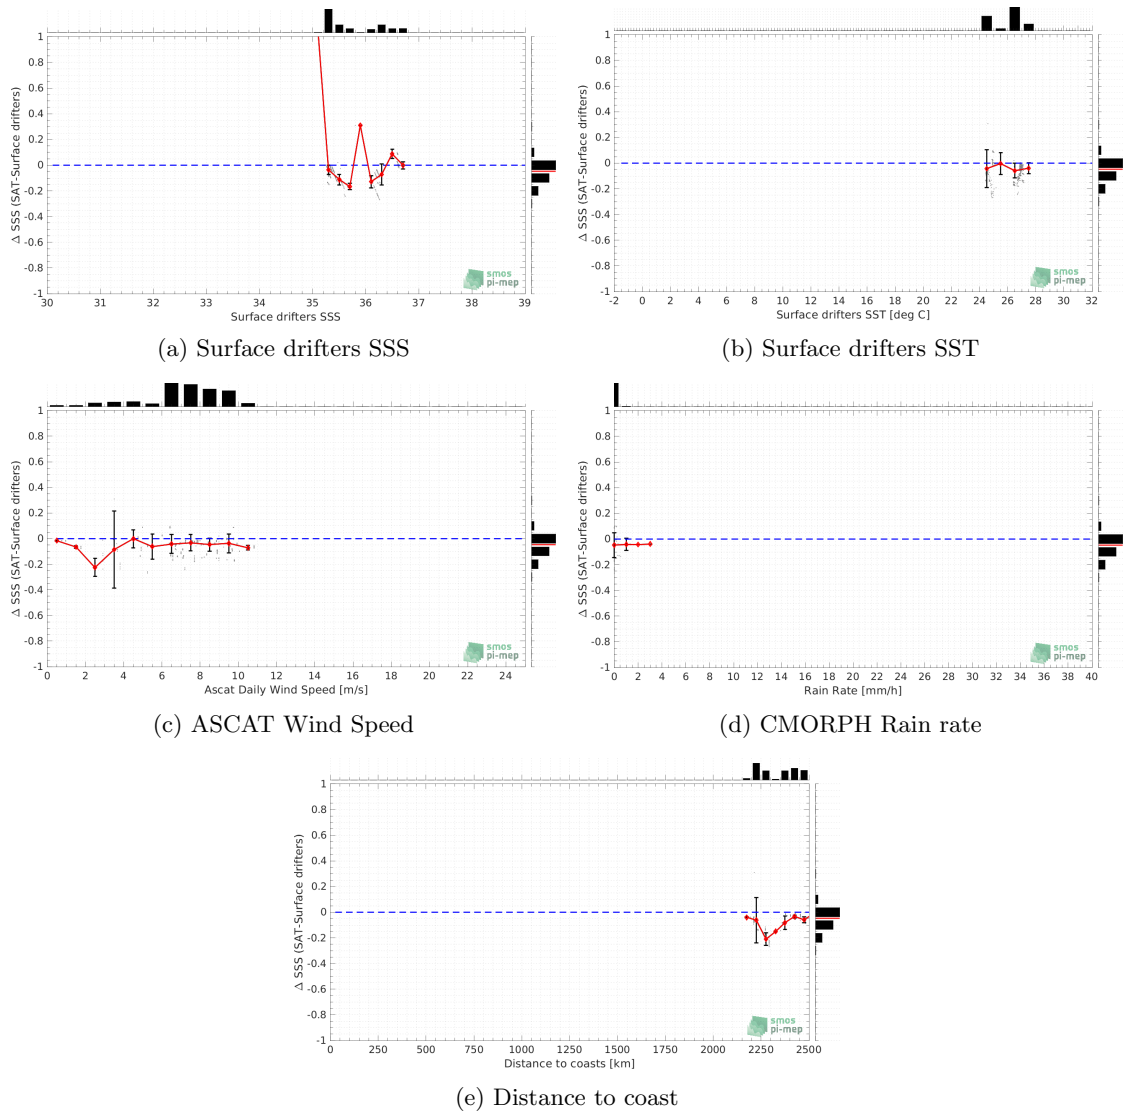 1
0.8
0.6
0.4
0.2
0
-0.2
-0.4
-0.6
-0.8
-1
Δ SSS (SAT-Surface drifters)
30 31 32 33 34 35 36 37 38 39
Surface drifters SSS
smos
pi-mep
(a) Surface drifters SSS
1
0.8
0.6
0.4
0.2
0
-0.2
-0.4
-0.6
-0.8
-1
Δ SSS (SAT-Surface drifters)
-2 0 2 4 6 8 10 12 14 16 18 20 22 24 26 28 30 32
Surface drifters SST [deg C]
smos
pi-mep
(b) Surface drifters SST
1
0.8
0.6
0.4
0.2
0
-0.2
-0.4
-0.6
-0.8
-1
Δ SSS (SAT-Surface drifters)
0 2 4 6 8 10 12 14 16 18 20 22 24
Ascat Daily Wind Speed [m/s]
smos
pi-mep
(c) ASCAT Wind Speed
1
0.8
0.6
0.4
0.2
0
-0.2
-0.4
-0.6
-0.8
-1
Δ SSS (SAT-Surface drifters)
0 2 4 6 8 10 12 14 16 18 20 22 24 26 28 30 32 34 36 38 40
Rain Rate [mm/h]
smos
pi-mep
(d) CMORPH Rain rate
1
0.8
0.6
0.4
0.2
0
-0.2
-0.4
-0.6
-0.8
-1
Δ SSS (SAT-Surface drifters)
0 250 500 750 1000 1250 1500 1750 2000 2250 2500
Distance to coasts [km]
smos
pi-mep
(e) Distance to coast